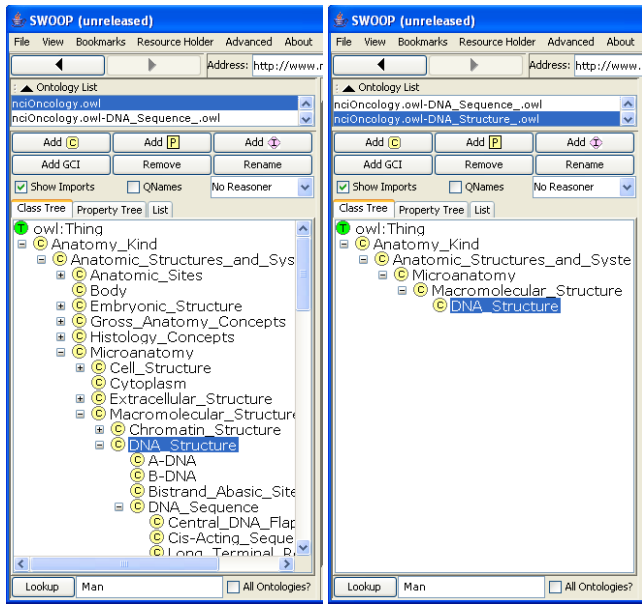 SWOOP (unreleased)
File View Bookmarks Resource Holder Advanced About
Address: http://www.r
Ontology List
nciOncology.owl
nciOncology.owl-DNA_Sequence_.owl
Add C Add P Add I
Add GCI Remove Rename
Show Imports QNames No Reasoner
Class Tree Property Tree List
T owl:Thing
C Anatomy_Kind
C Anatomic_Structures_and_Sys
C Anatomic_Sites
C Body
C Embryonic_Structure
C Gross_Anatomy_Concepts
C Histology_Concepts
C Microanatomy
C Cell_Structure
C Cytoplasm
C Extracellular_Structure
C Macromolecular_Structure
C Chromatin_Structure
C DNA_Structure
C A-DNA
C B-DNA
C Bistrand_Abasic_Site
C DNA_Sequence
C Central_DNA_Flap
C Cis-Acting_Seque
C Long_Terminal_R
Lookup Man All Ontologies?
SWOOP (unreleased)
File View Bookmarks Resource Holder Advanced About
Address: http://www.
Ontology List
nciOncology.owl-DNA_Sequence_.owl
nciOncology.owl-DNA_Structure_.owl
Add C Add P Add I
Add GCI Remove Rename
Show Imports QNames No Reasoner
Class Tree Property Tree List
T owl:Thing
C Anatomy_Kind
C Anatomic_Structures_and_Syste
C Microanatomy
C Macromolecular_Structure
C DNA_Structure
Lookup Man All Ontologies?